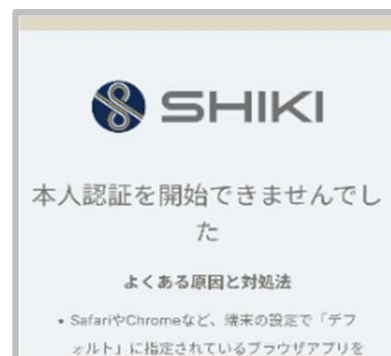 SHIKI
本人認証を開始できませんでし
た
よくある原因と対処法
• SafariやChromeなど、端末の設定で「デフ
ォルト」に指定されているブラウザアプリを